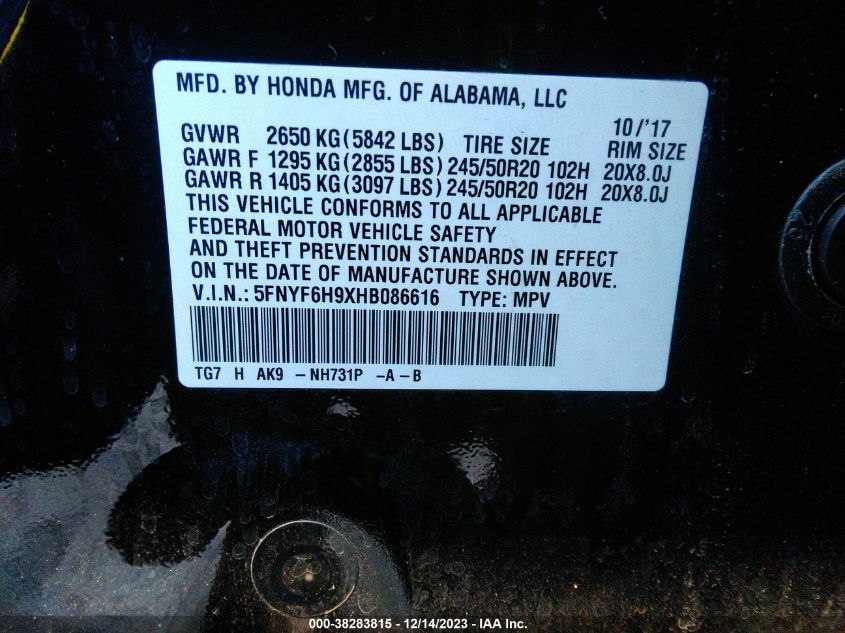 MFD. BY HONDA MFG. OF ALABAMA, LLC
10/'17
GVWR 2650 KG(5842 LBS) TIRE SIZE RIM SIZE
GAWR F 1295 KG(2855 LBS) 245/50R20 102H 20X8.0J
GAWR R 1405 KG(3097 LBS) 245/50R20 102H 20X8.0J
THIS VEHICLE CONFORMS TO ALL APPLICABLE
FEDERAL MOTOR VEHICLE SAFETY
AND THEFT PREVENTION STANDARDS IN EFFECT
ON THE DATE OF MANUFACTURE SHOWN ABOVE.
V.I.N.: 5FNYF6H9XHB086616 TYPE: MPV
TG7 H AK9 – NH731P –A – B
000-38283815 - 12/14/2023 - IAA Inc.